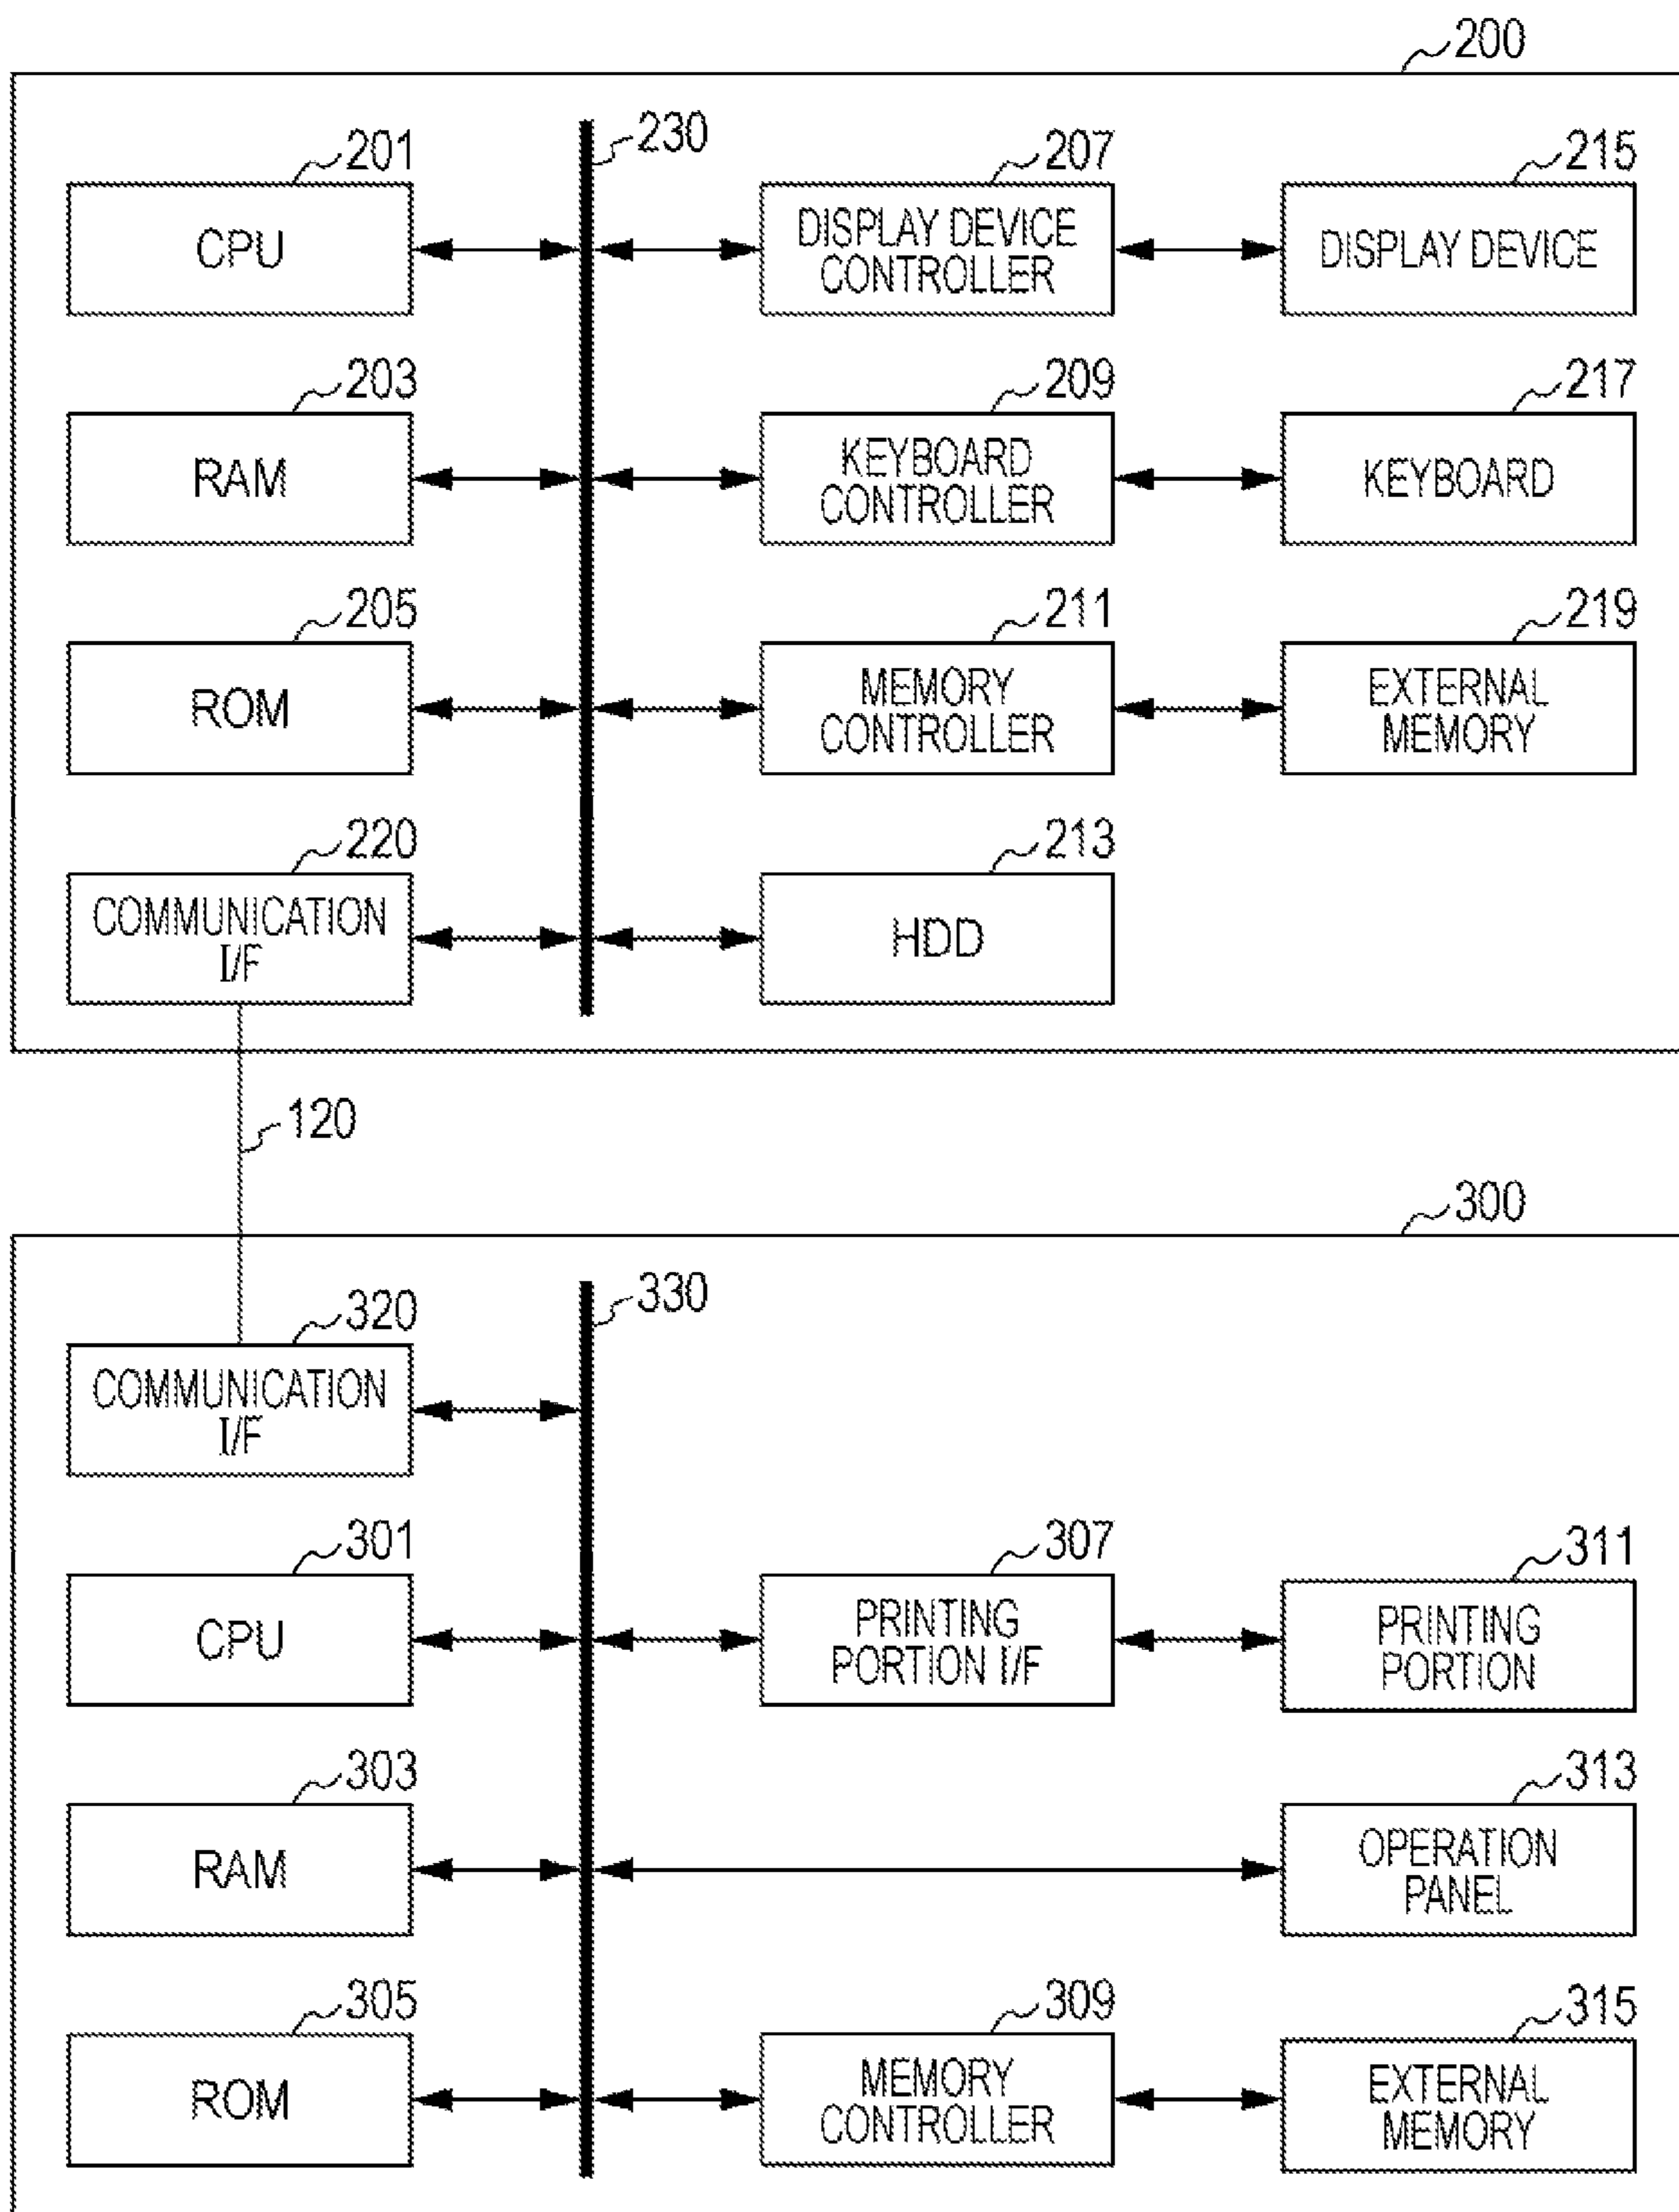 200
201
230
207
215
CPU
DISPLAY DEVICE
CONTROLLER
DISPLAY DEVICE
203
209
217
RAM
KEYBOARD
CONTROLLER
KEYBOARD
205
211
219
ROM
MEMORY
CONTROLLER
EXTERNAL
MEMORY
220
213
COMMUNICATION
I/F
HDD
120
300
320
330
COMMUNICATION
I/F
301
307
311
CPU
PRINTING
PORTION I/F
PRINTING
PORTION
303
313
RAM
OPERATION
PANEL
305
309
315
ROM
MEMORY
CONTROLLER
EXTERNAL
MEMORY